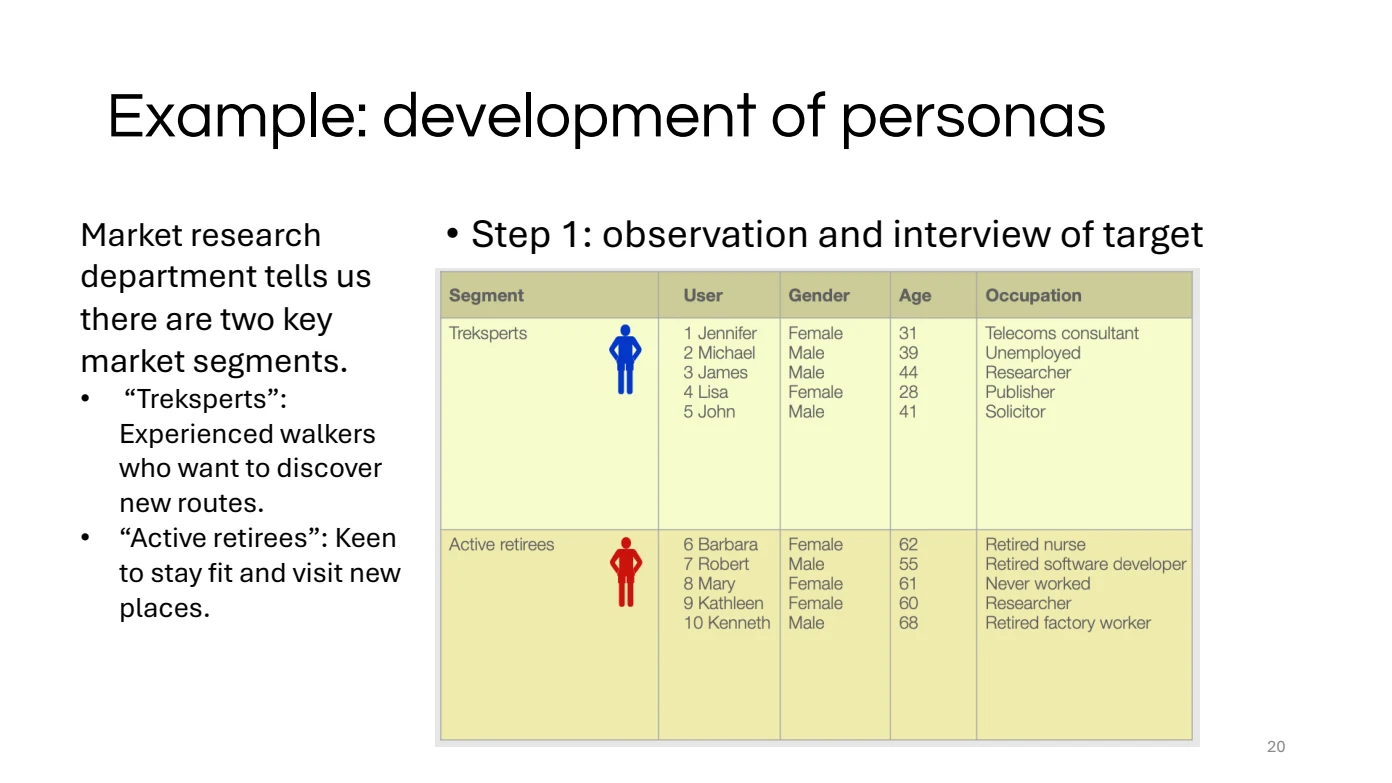 Example: development of personas
Market research
department tells us
there are two key
market segments.
• “Treksperts”:
Experienced walkers
who want to discover
new routes.
• “Active retirees”: Keen
to stay fit and visit new
places.
• Step 1: observation and interview of target
Segment User Gender Age Occupation
Treksperts 1 Jennifer Female 31 Telecoms consultant
2 Michael Male 39 Unemployed
3 James Male 44 Researcher
4 Lisa Female 28 Publisher
5 John Male 41 Solicitor
Active retirees 6 Barbara Female 62 Retired nurse
7 Robert Male 55 Retired software developer
8 Mary Female 61 Never worked
9 Kathleen Female 60 Researcher
10 Kenneth Male 68 Retired factory worker
20